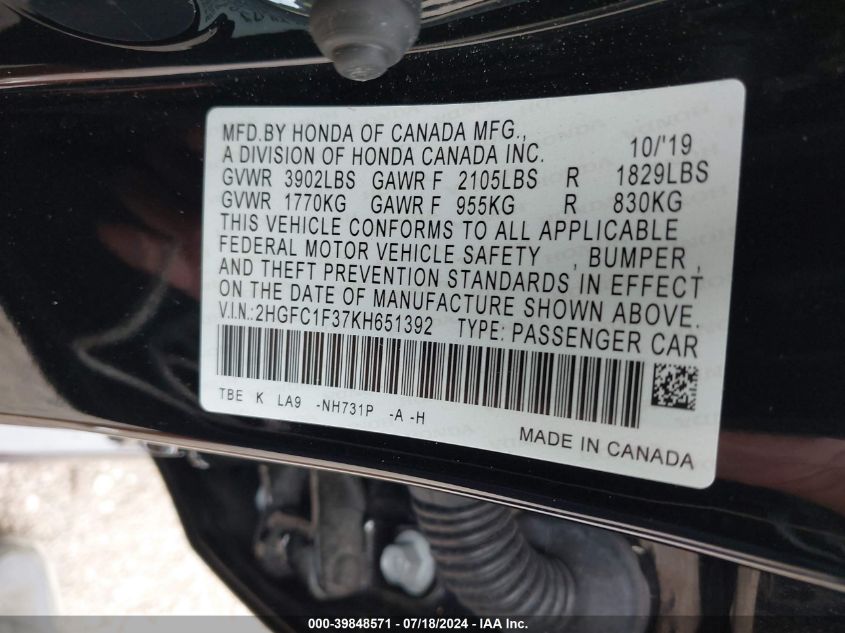 MFD.BY HONDA OF CANADA MFG.,
A DIVISION OF HONDA CANADA INC. 10/'19
GVWR 3902LBS GAWR F 2105LBS R 1829LBS
GVWR 1770KG GAWR F 955KG R 830KG
THIS VEHICLE CONFORMS TO ALL APPLICABLE
FEDERAL MOTOR VEHICLE SAFETY , BUMPER ,
AND THEFT PREVENTION STANDARDS IN EFFECT
ON THE DATE OF MANUFACTURE SHOWN ABOVE.
V.I.N.:2HGFC1F37KH651392 TYPE: PASSENGER CAR
TBE K LA9 -NH731P -A -H
MADE IN CANADA
000-39848571 / 07/18/2024 - IAA Inc.